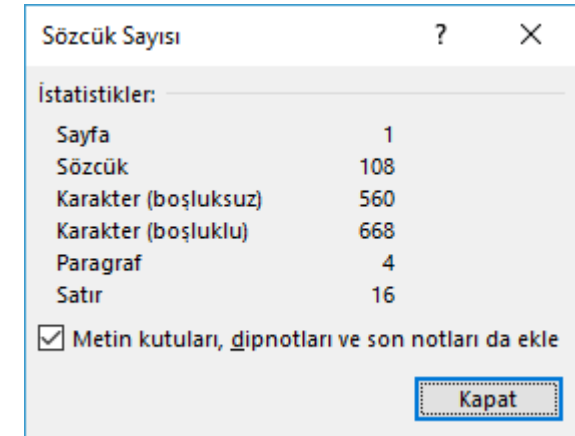 Sözcük Sayısı ?
İstatistikler:
Sayfa 1
Sözcük 108
Karakter (boşluksuz) 560
Karakter (boşluklu) 668
Paragraf 4
Satır 16
Metin kutuları, dipnotları ve son notları da ekle
Kapat